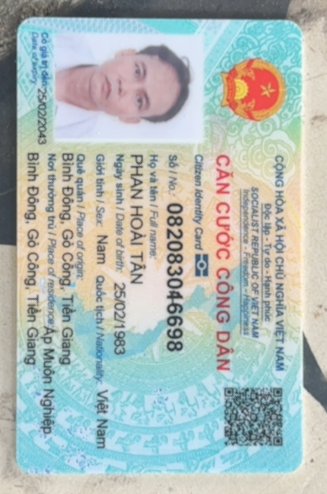 CỘNG HÒA XÃ HỘI CHỦ NGHĨA VIỆT NAM
Độc lập - Tự do - Hạnh phúc
SOCIALIST REPUBLIC OF VIET NAM
Independence - Freedom - Happiness
CĂN CƯỚC CÔNG DÂN
Citizen Identity Card
Số / No.: 082083046698
Họ và tên / Full name:
PHAN HOÀI TÂN
Ngày sinh / Date of birth: 25/02/1983
Giới tính / Sex: Nam Quốc tịch / Nationality: Việt Nam
Quê quán / Place of origin:
Bình Đông, Gò Công, Tiền Giang
Nơi thường trú / Place of residence: Ấp Muôn Nghiệp,
Bình Đông, Gò Công, Tiền Giang
Có giá trị đến: 25/02/2043
Date of expiry